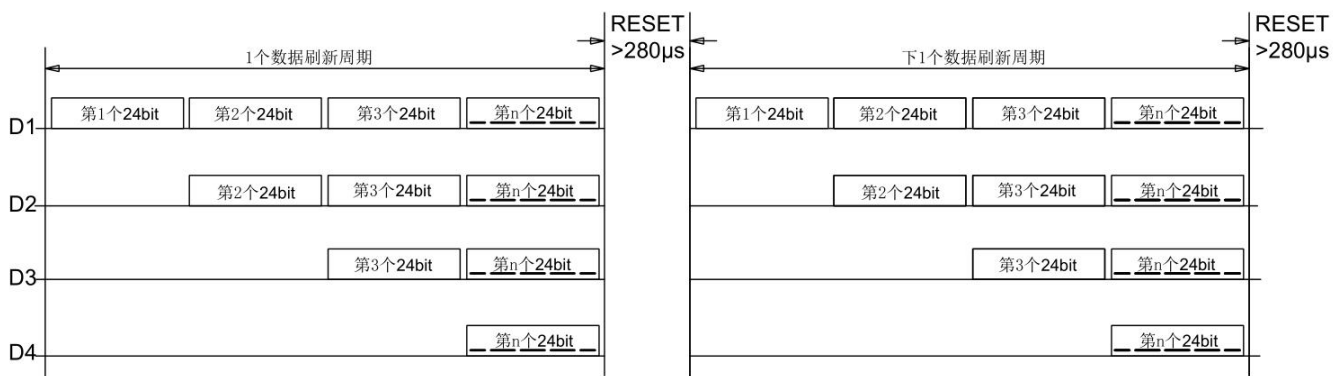 RESET
>280μs
RESET
>280μs
1个数据刷新周期
下1个数据刷新周期
D1 第1个24bit 第2个24bit 第3个24bit 第n个24bit 第1个24bit 第2个24bit 第3个24bit 第n个24bit
D2 第2个24bit 第3个24bit 第n个24bit 第2个24bit 第3个24bit 第n个24bit
D3 第3个24bit 第n个24bit 第3个24bit 第n个24bit
D4 第n个24bit 第n个24bit